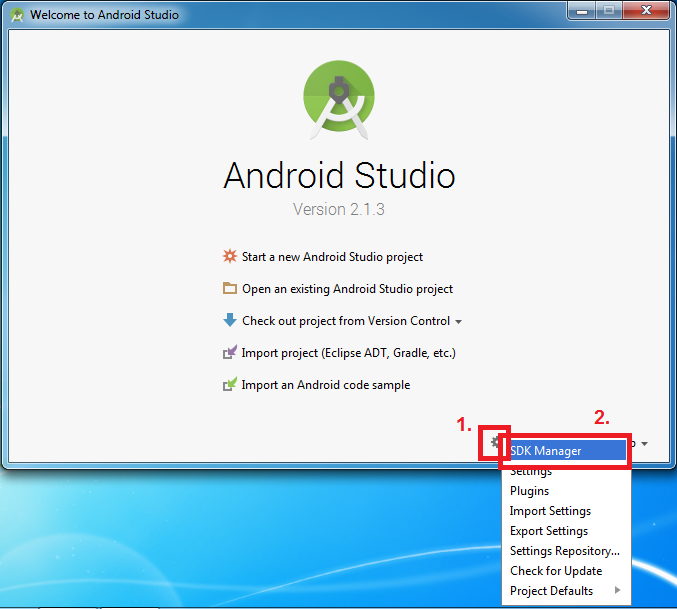 Welcome to Android Studio
Android Studio
Version 2.1.3
Start a new Android Studio project
Open an existing Android Studio project
Check out project from Version Control
Import project (Eclipse ADT, Gradle, etc.)
Import an Android code sample
1.
2.
SDK Manager
Settings
Plugins
Import Settings
Export Settings
Settings Repository...
Check for Update
Project Defaults